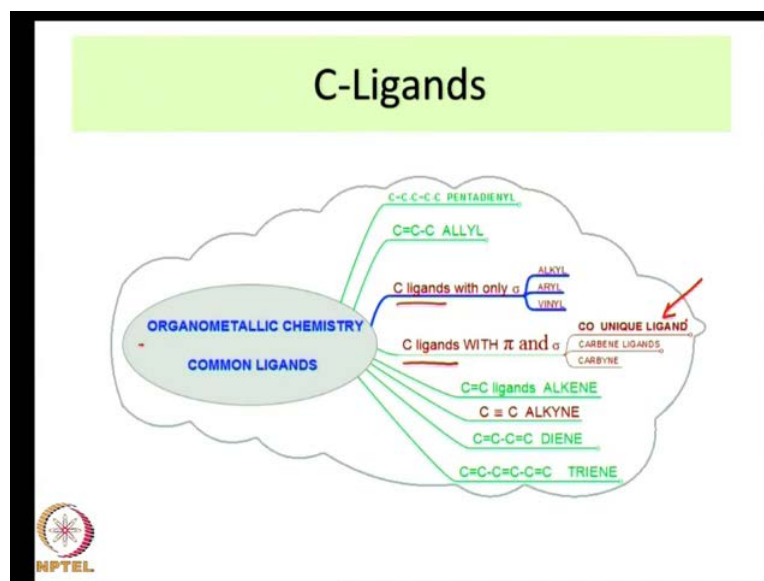 C-Ligands
C=C.C=C.C PENTADIENYL
C=C-C ALLYL
C ligands with only σ
ALKYL
ARYL
VINYL
ORGANOMETALLIC CHEMISTRY
COMMON LIGANDS
C ligands WITH π and σ
CO UNIQUE LIGAND
CARBENE LIGANDS
CARBYNE
C=C ligands ALKENE
C ≡ C ALKYNE
C=C-C=C DIENE
C=C-C=C-C=C TRIENE
NPTEL